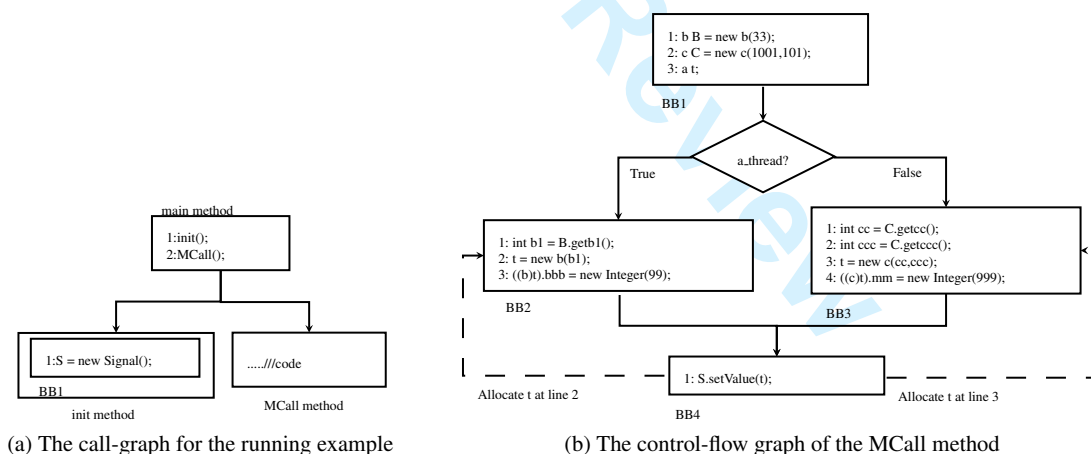 Review
main method
1:init();
2:MCall();
1:S = new Signal();
BB1
init method
.....///code
MCall method
(a) The call-graph for the running example
1: b B = new b(33);
2: c C = new c(1001,101);
3: a t;
BB1
a_thread?
True
False
1: int b1 = B.getb1();
2: t = new b(b1);
3: ((b)t).bbb = new Integer(99);
BB2
1: int cc = C.getcc();
2: int ccc = C.getccc();
3: t = new c(cc,ccc);
4: ((c)t).mm = new Integer(999);
BB3
1: S.setValue(t);
BB4
Allocate t at line 2
Allocate t at line 3
(b) The control-flow graph of the MCall method